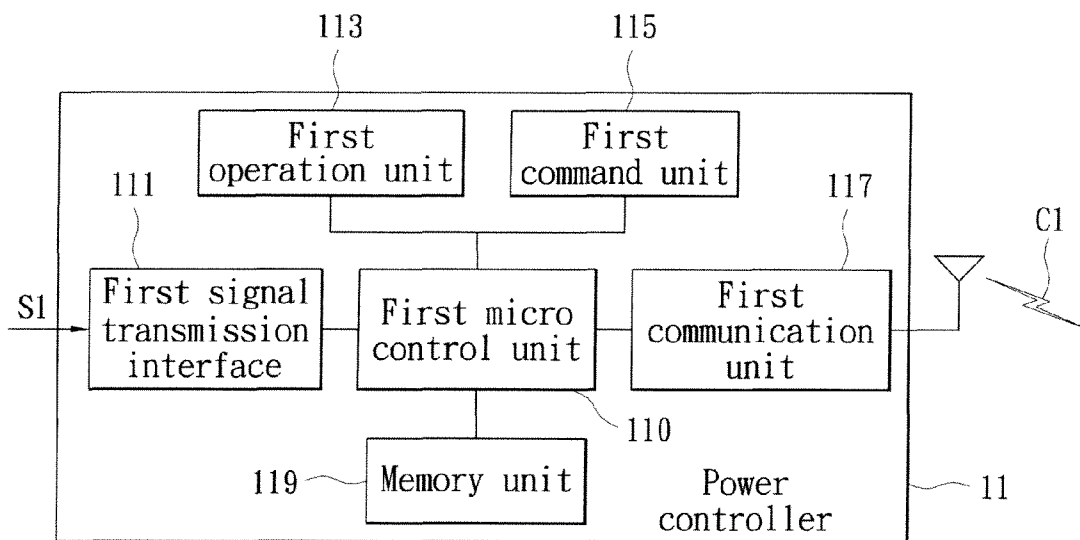 113
115
First
operation unit
First
command unit
111
117
C1
S1
First signal
transmission
interface
First micro
control unit
First
communication
unit
110
119
Memory unit
Power
controller
11